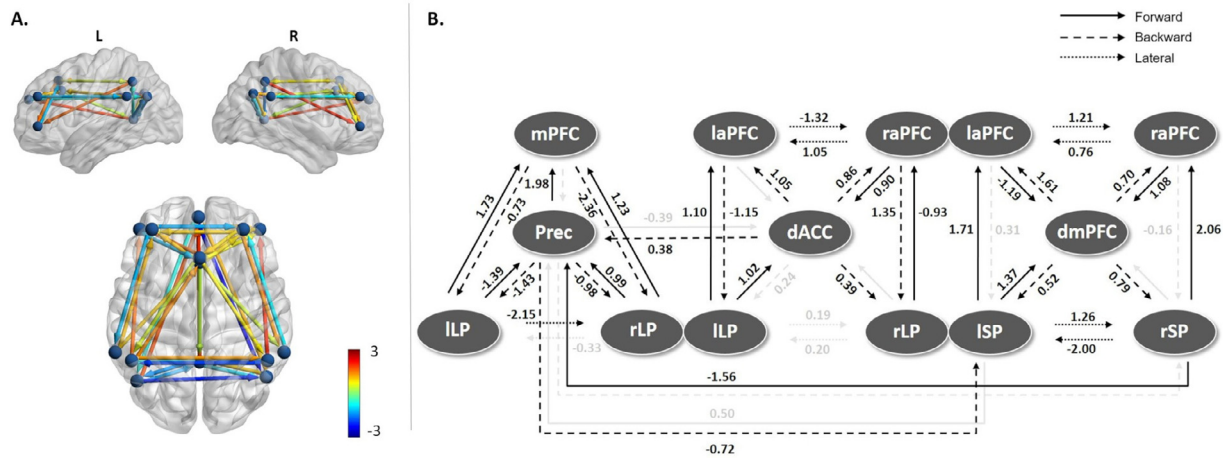 A.
L
R
3
-3
B.
Forward
Backward
Lateral
mPFC
laPFC
-1.32
1.05
raPFC
laPFC
1.21
0.76
raPFC
1.73
-0.73
1.98
-2.36
1.23
1.05
0.86
0.90
-1.19
1.61
0.70
1.08
Prec
-0.39
0.38
1.10
-1.15
dACC
1.35
-0.93
1.71
0.31
dmPFC
-0.16
2.06
-1.39
-1.43
-0.98
0.99
1.02
0.24
0.39
1.37
0.52
0.79
lLP
-2.15
-0.33
rLP
lLP
0.19
0.20
rLP
lSP
1.26
-2.00
rSP
-1.56
0.50
-0.72